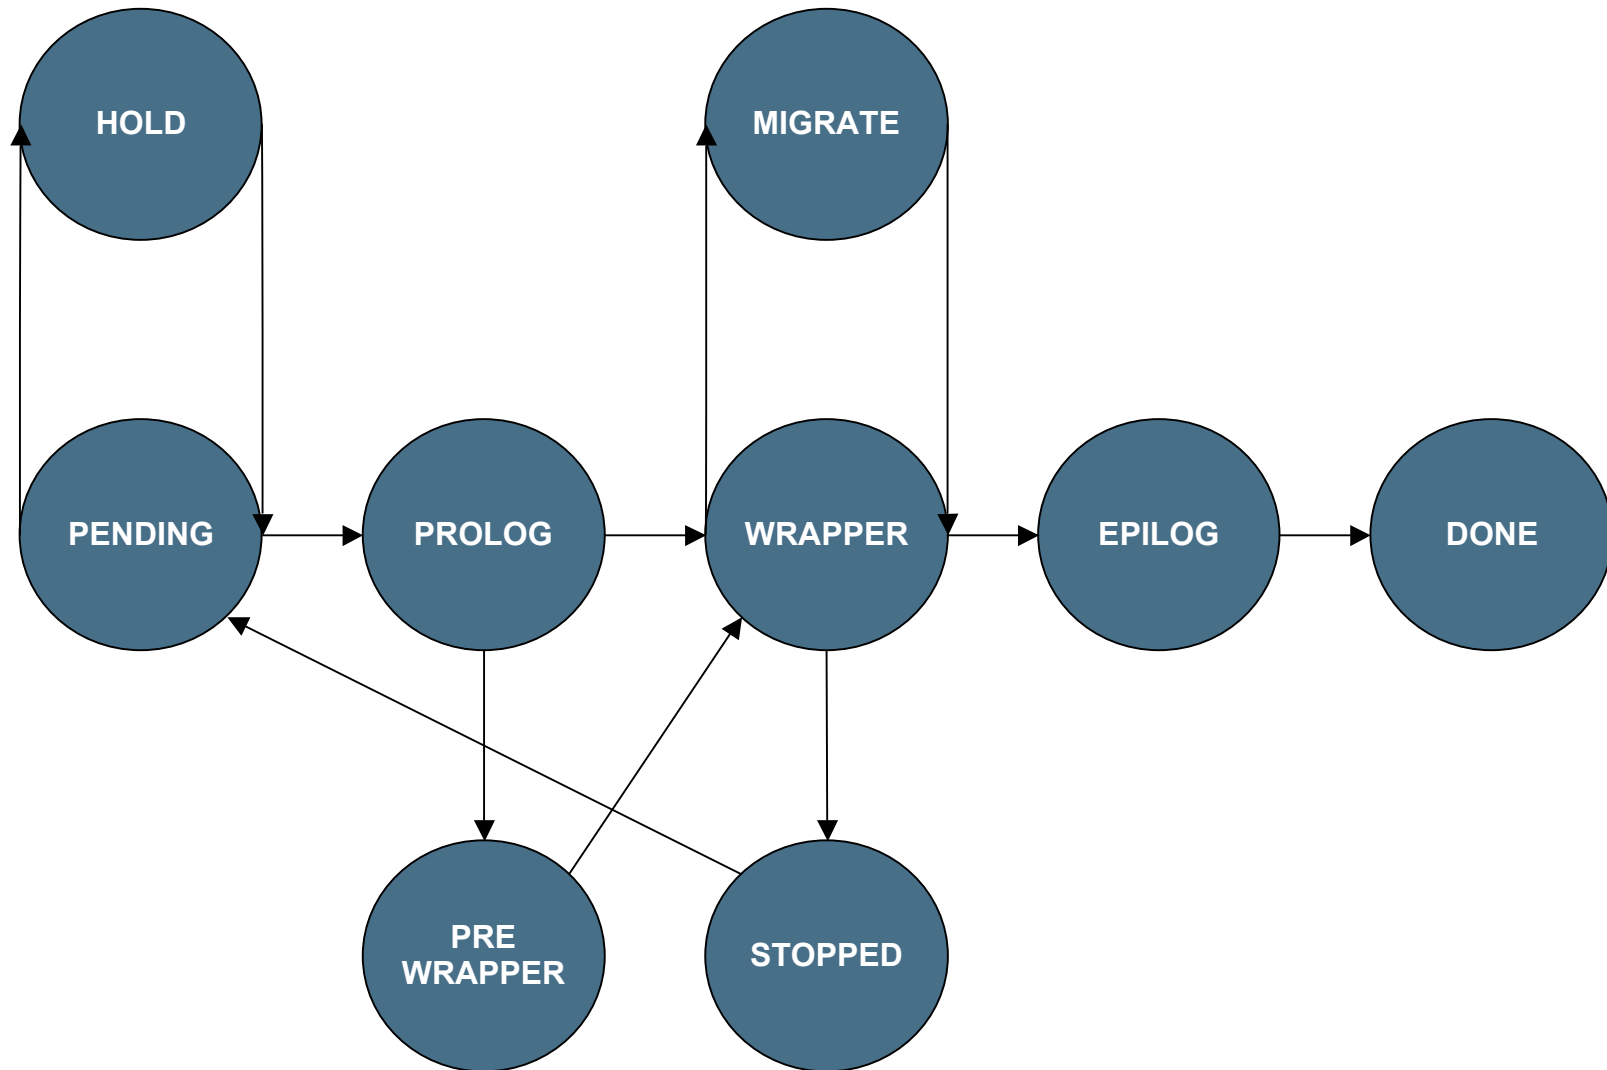 HOLD
MIGRATE
PENDING
PROLOG
WRAPPER
EPILOG
DONE
PRE
WRAPPER
STOPPED